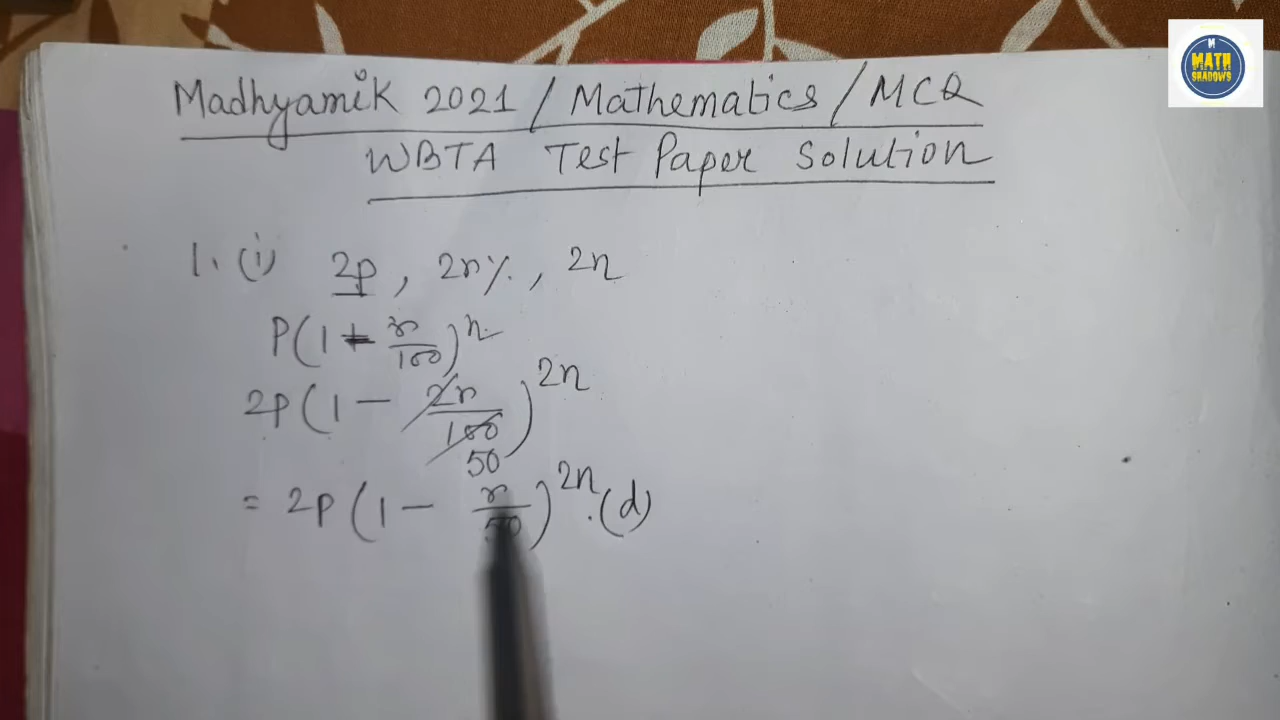 Madhyamik 2021 / Mathematics / MCQ
WBTA Test Paper Solution
1. (i) 2p, 2r%, 2n
P(1 + r/100)^n
2p(1 - 2r/100)^2n
50
= 2p(1 - r/50)^2n. (d)
M
MATH
SHADOWS